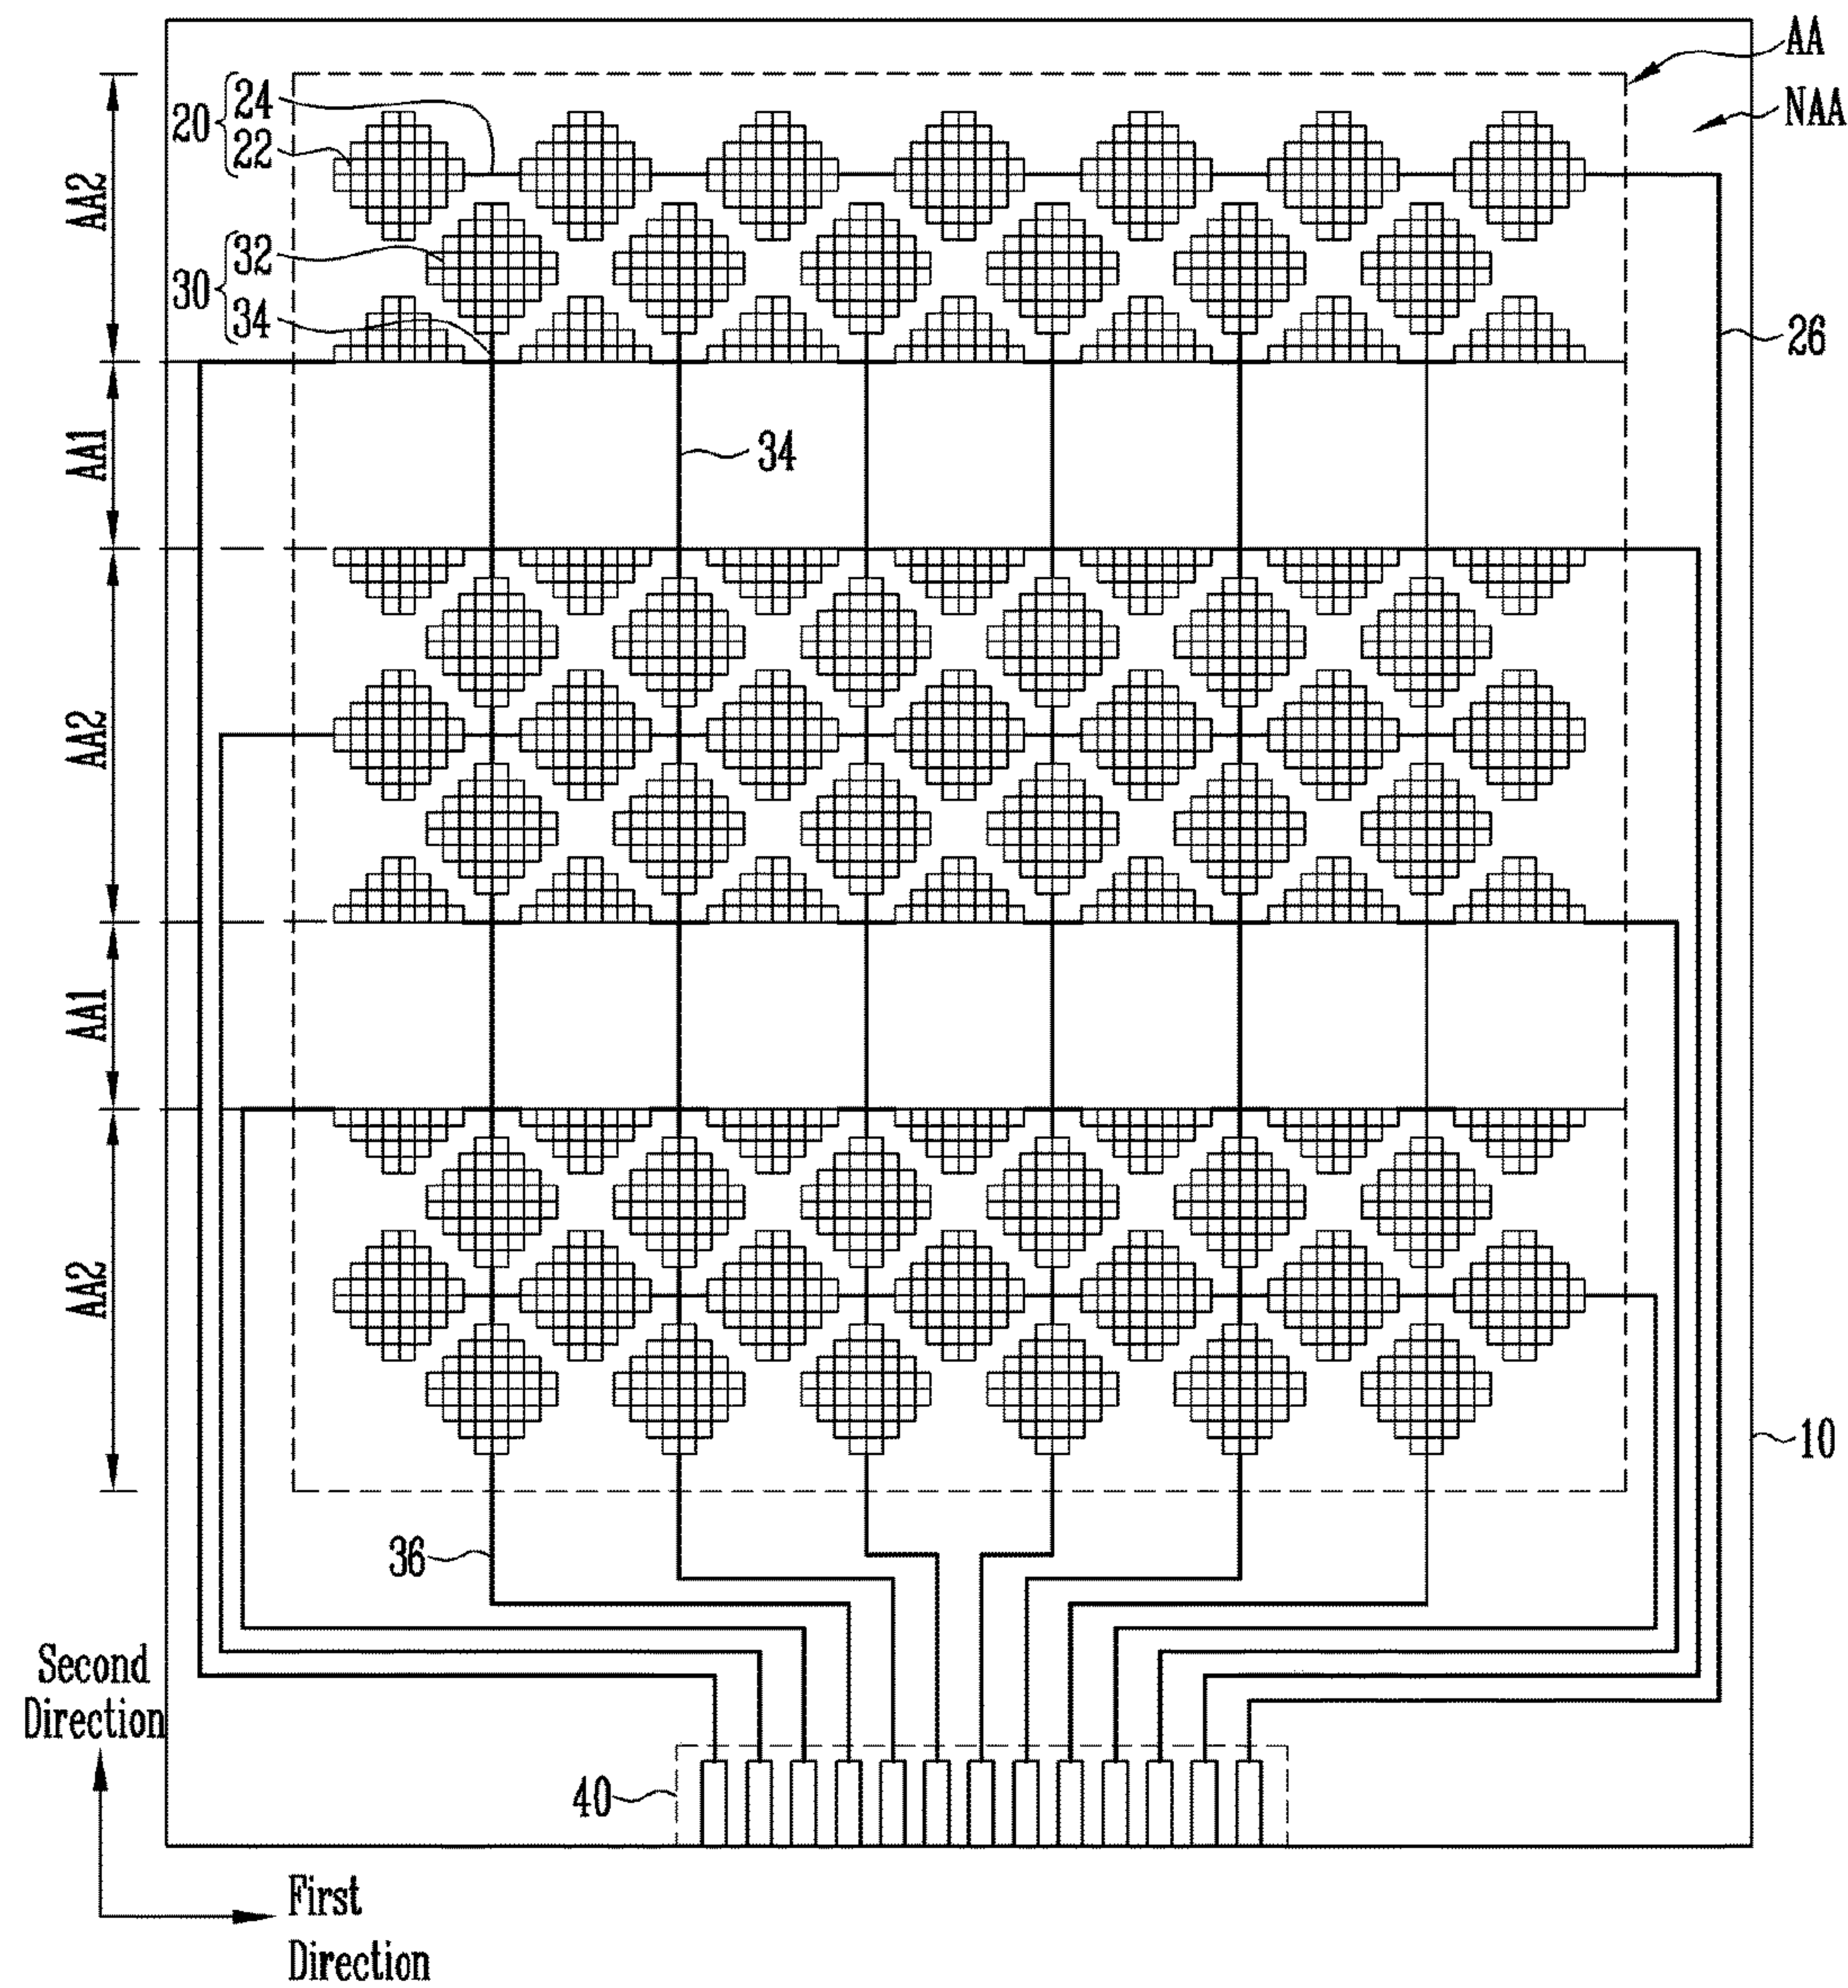 AA
NAA
20
24
22
AA2
30
32
34
26
AA1
34
AA2
AA1
AA2
10
36
Second
Direction
40
First
Direction